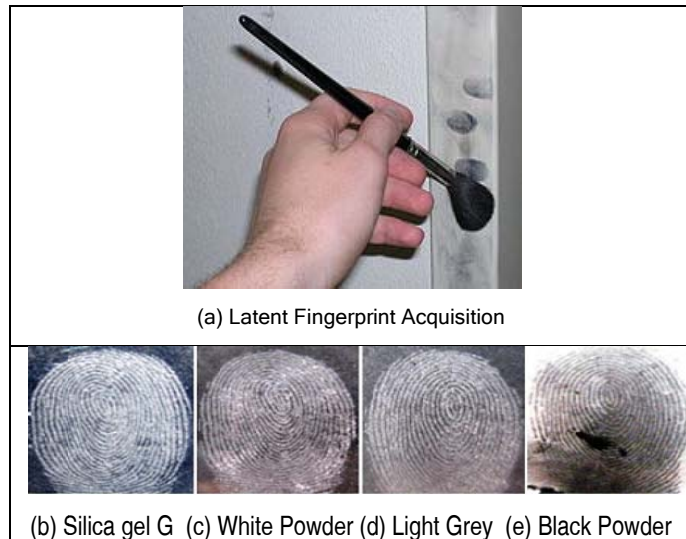 (a) Latent Fingerprint Acquisition
(b) Silica gel G (c) White Powder (d) Light Grey (e) Black Powder